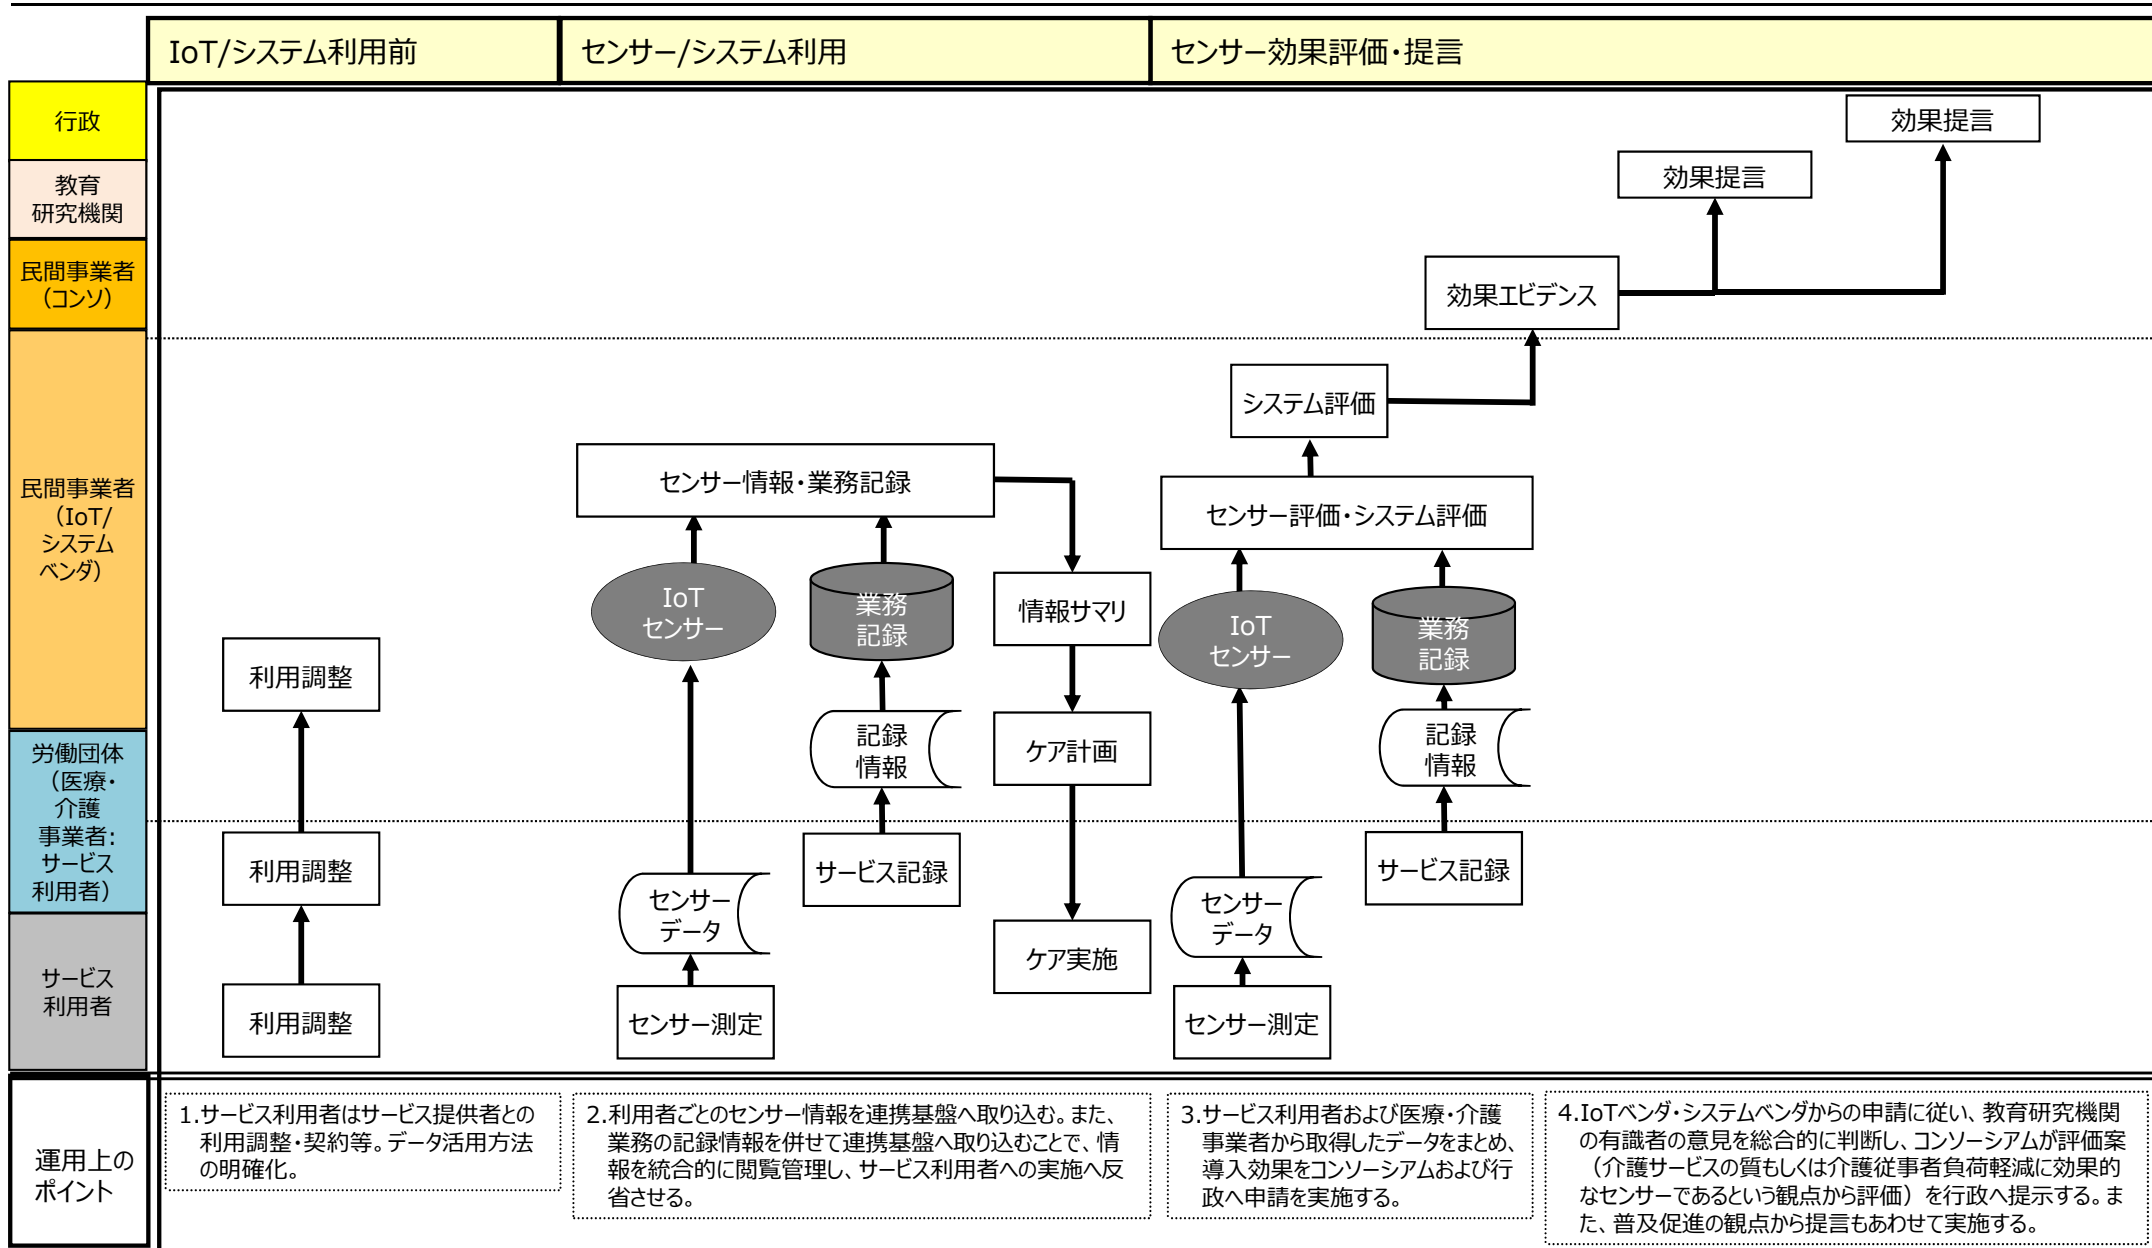 IoT/システム利用前
センサー/システム利用
センサー効果評価・提言
行政
効果提言
教育
研究機関
効果提言
民間事業者
（コンソ）
効果エビデンス
民間事業者
（IoT/
システム
ベンダ）
システム評価
センサー情報・業務記録
センサー評価・システム評価
IoT
センサー
業務
記録
情報サマリ
IoT
センサー
業務
記録
利用調整
記録
情報
ケア計画
記録
情報
労働団体
（医療・
介護
事業者:
サービス
利用者）
利用調整
サービス記録
サービス記録
センサー
データ
センサー
データ
ケア実施
サービス
利用者
利用調整
センサー測定
センサー測定
運用上の
ポイント
1.サービス利用者はサービス提供者との
利用調整・契約等。データ活用方法
の明確化。
2.利用者ごとのセンサー情報を連携基盤へ取り込む。また、
業務の記録情報を併せて連携基盤へ取り込むことで、情
報を統合的に閲覧管理し、サービス利用者への実施へ反
省させる。
3.サービス利用者および医療・介護
事業者から取得したデータをまとめ、
導入効果をコンソーシアムおよび行
政へ申請を実施する。
4.IoTベンダ・システムベンダからの申請に従い、教育研究機関
の有識者の意見を総合的に判断し、コンソーシアムが評価案
（介護サービスの質もしくは介護従事者負荷軽減に効果的
なセンサーであるという観点から評価）を行政へ提示する。ま
た、普及促進の観点から提言もあわせて実施する。